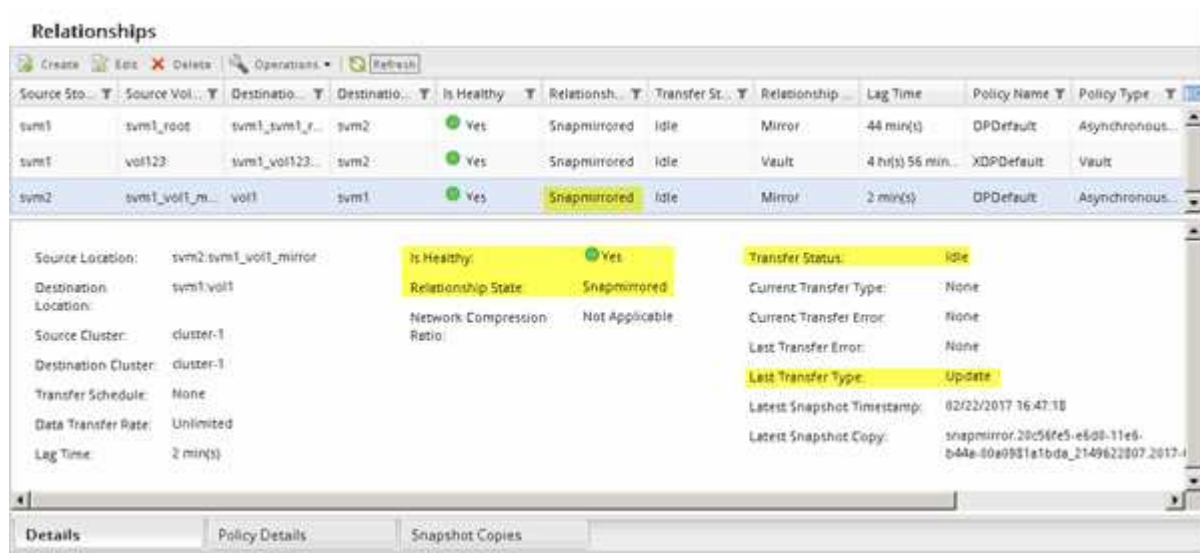 Relationships
Create Edit Delete Operations Refresh
Source Sto... Source Vol... Destinatio... Destinatio... Is Healthy Relationsh... Transfer St... Relationship ... Lag Time Policy Name Policy Type
svm1 svm1_root svm1_svm1_r... svm2 Yes Snapmirrored Idle Mirror 44 min(s) DPDefault Asynchronous...
svm1 vol123 svm1_vol123... svm2 Yes Snapmirrored Idle Vault 4 hr(s) 56 min... XDPDefault Vault
svm2 svm1_vol1_m... vol1 svm1 Yes Snapmirrored Idle Mirror 2 min(s) DPDefault Asynchronous...
Source Location: svm2:svm1_vol1_mirror
Destination Location: svm1:vol1
Source Cluster: cluster-1
Destination Cluster: cluster-1
Transfer Schedule: None
Data Transfer Rate: Unlimited
Lag Time: 2 min(s)
Is Healthy: Yes
Relationship State: Snapmirrored
Network Compression Ratio: Not Applicable
Transfer Status: Idle
Current Transfer Type: None
Current Transfer Error: None
Last Transfer Error: None
Last Transfer Type: Update
Latest Snapshot Timestamp: 02/22/2017 16:47:18
Latest Snapshot Copy: snapmirror.20c56fe5-e6d0-11e6-
b44a-00a0981a1bda_2149622807.2017-
Details Policy Details Snapshot Copies